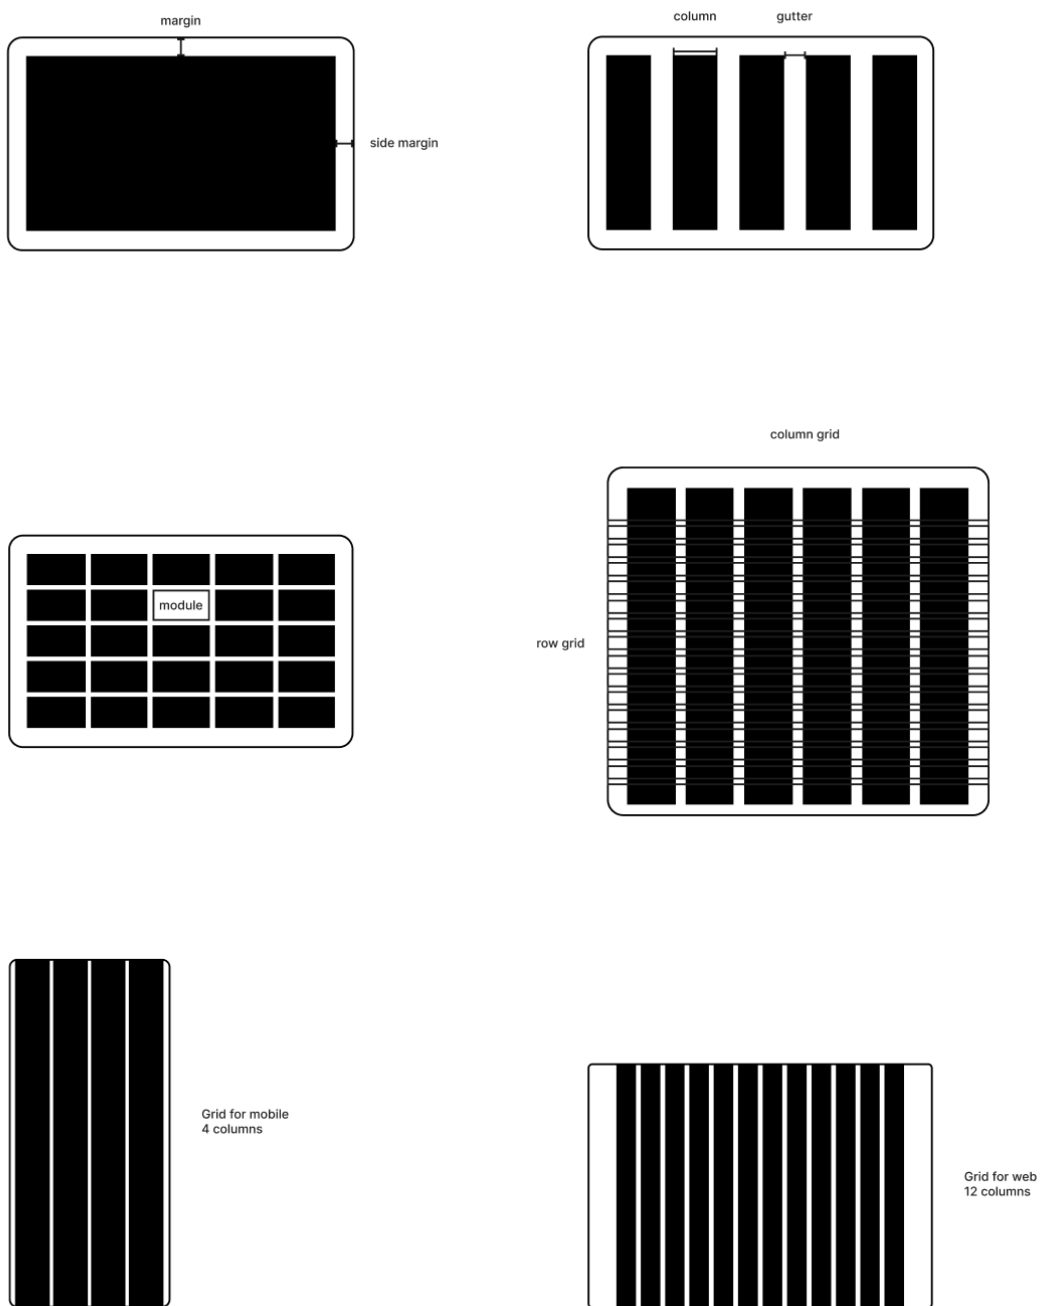 margin
side margin
column
gutter
module
column grid
row grid
Grid for mobile
4 columns
Grid for web
12 columns